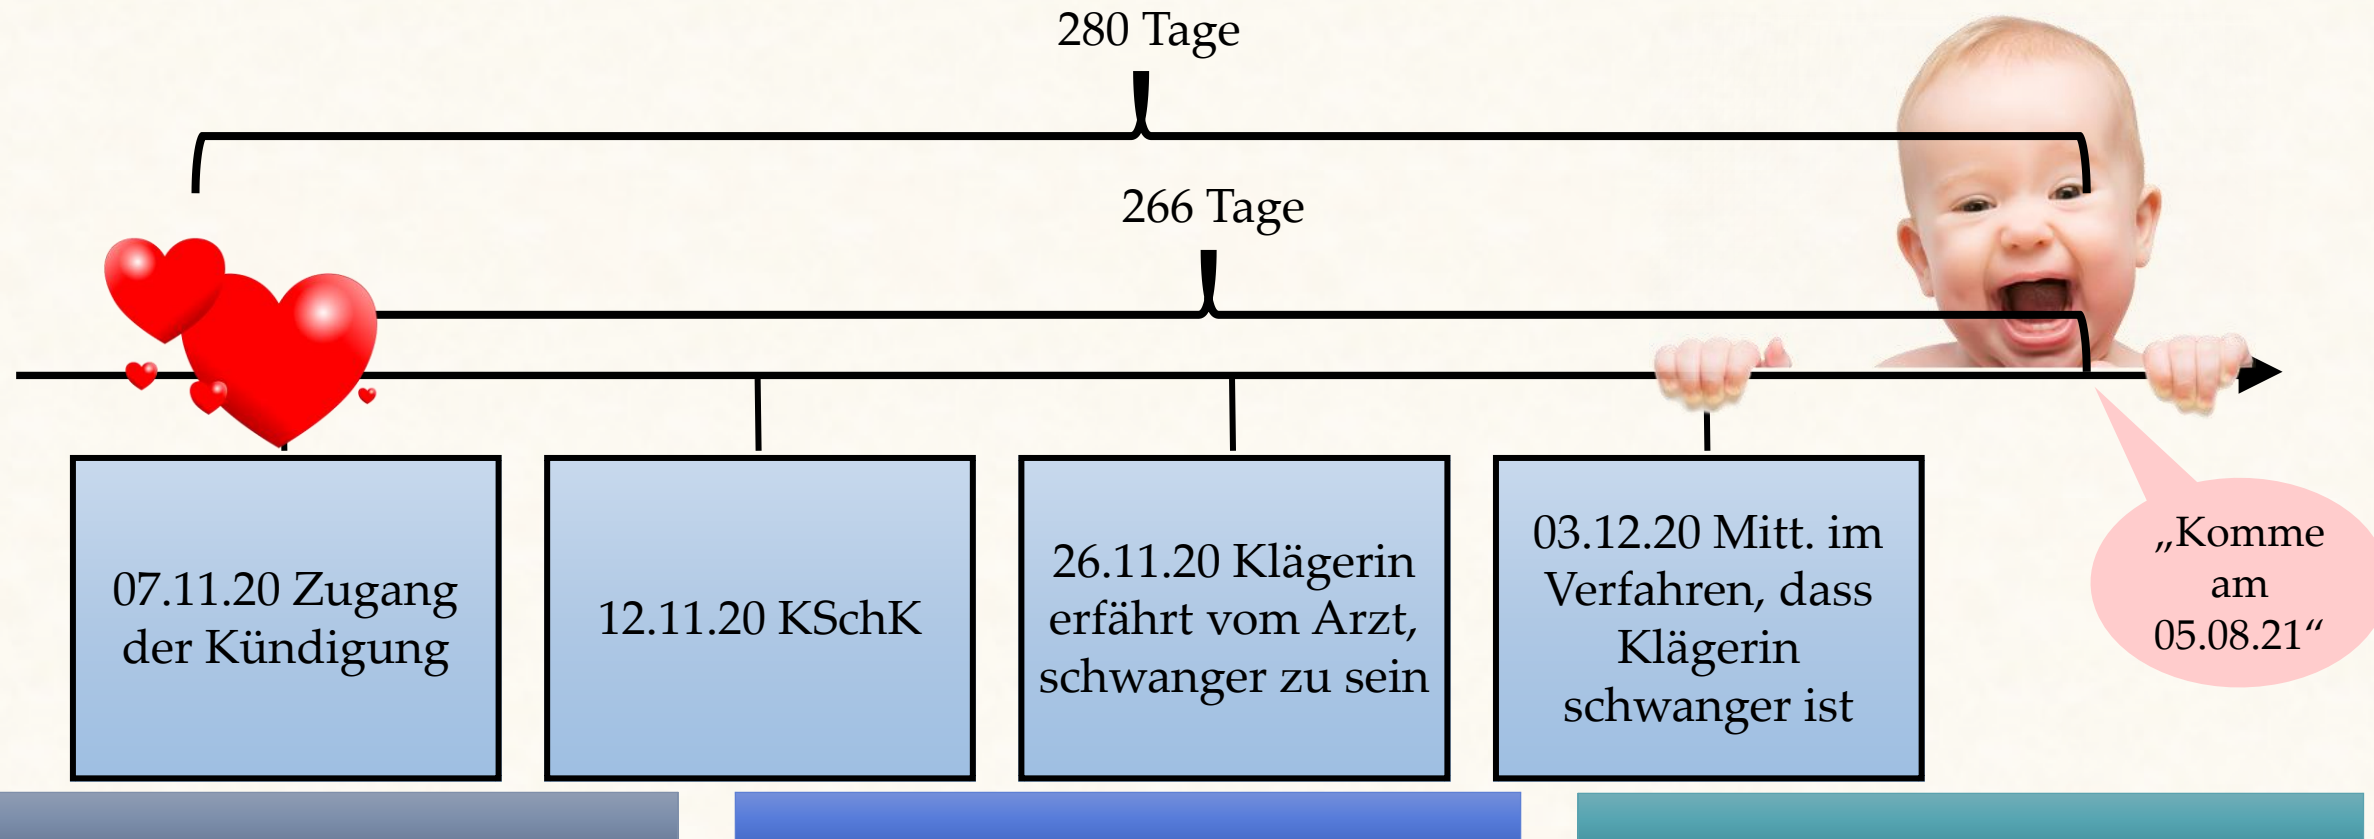 280 Tage
266 Tage
07.11.20 Zugang
der Kündigung
12.11.20 KSchK
26.11.20 Klägerin
erfährt vom Arzt,
schwanger zu sein
03.12.20 Mitt. im
Verfahren, dass
Klägerin
schwanger ist
„Komme
am
05.08.21“